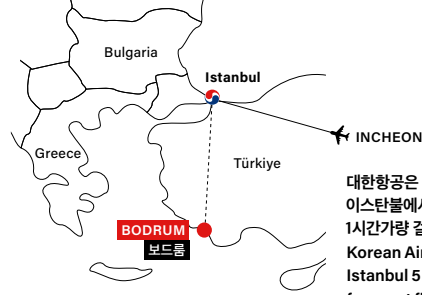 Bulgaria
Istanbul
INCHEON
Greece
Türkiye
대한항공은
이스탄불에서
1시간가량
BODRUM
보드룸
Korean Air
Istanbul 5